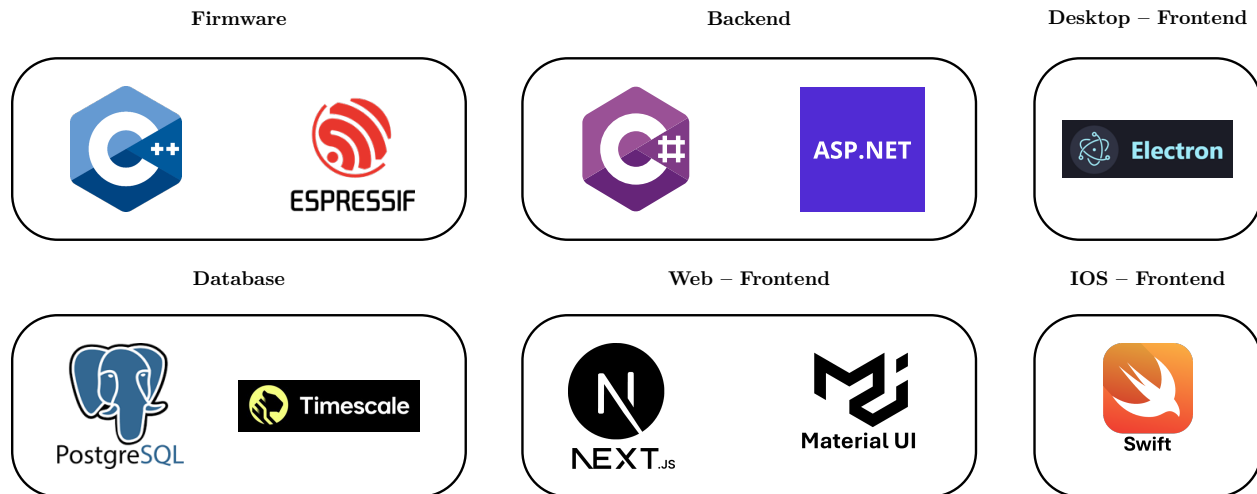 Firmware
Backend
Desktop – Frontend
C++
ESPRESSIF
C#
ASP.NET
Electron
Database
Web – Frontend
IOS – Frontend
PostgreSQL
Timescale
N
NEXT.JS
Material UI
Swift